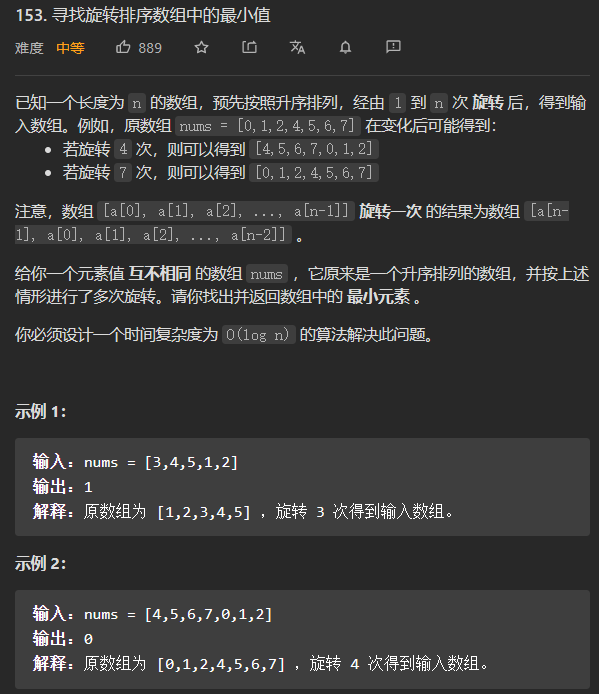 153. 寻找旋转排序数组中的最小值
难度 中等 889
已知一个长度为 n 的数组，预先按照升序排列，经由 1 到 n 次 旋转 后，得到输
入数组。例如，原数组 nums = [0,1,2,4,5,6,7] 在变化后可能得到：
• 若旋转 4 次，则可以得到 [4,5,6,7,0,1,2]
• 若旋转 7 次，则可以得到 [0,1,2,4,5,6,7]
注意，数组 [a[0], a[1], a[2], ..., a[n-1]] 旋转一次 的结果为数组 [a[n-
1], a[0], a[1], a[2], ..., a[n-2]] 。
给你一个元素值 互不相同 的数组 nums ，它原来是一个升序排列的数组，并按上述
情形进行了多次旋转。请你找出并返回数组中的 最小元素 。
你必须设计一个时间复杂度为 O(log n) 的算法解决此问题。
示例 1：
输入：nums = [3,4,5,1,2]
输出：1
解释：原数组为 [1,2,3,4,5] ，旋转 3 次得到输入数组。
示例 2：
输入：nums = [4,5,6,7,0,1,2]
输出：0
解释：原数组为 [0,1,2,4,5,6,7] ，旋转 4 次得到输入数组。